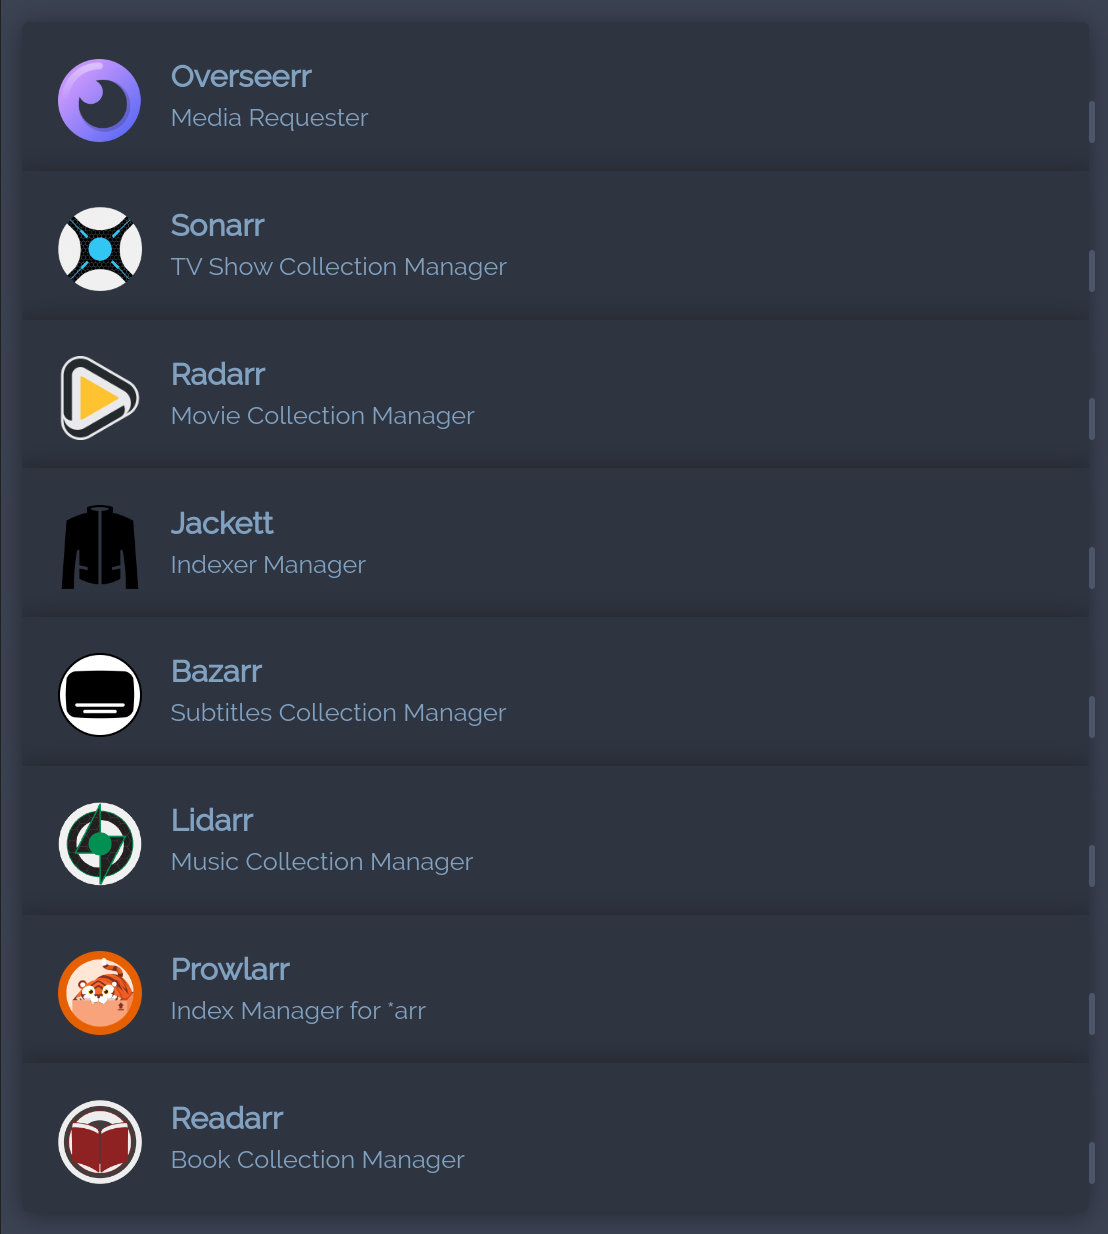 Overseerr
Media Requester
Sonarr
TV Show Collection Manager
Radarr
Movie Collection Manager
Jackett
Indexer Manager
Bazarr
Subtitles Collection Manager
Lidarr
Music Collection Manager
Prowlarr
Index Manager for *arr
Readarr
Book Collection Manager